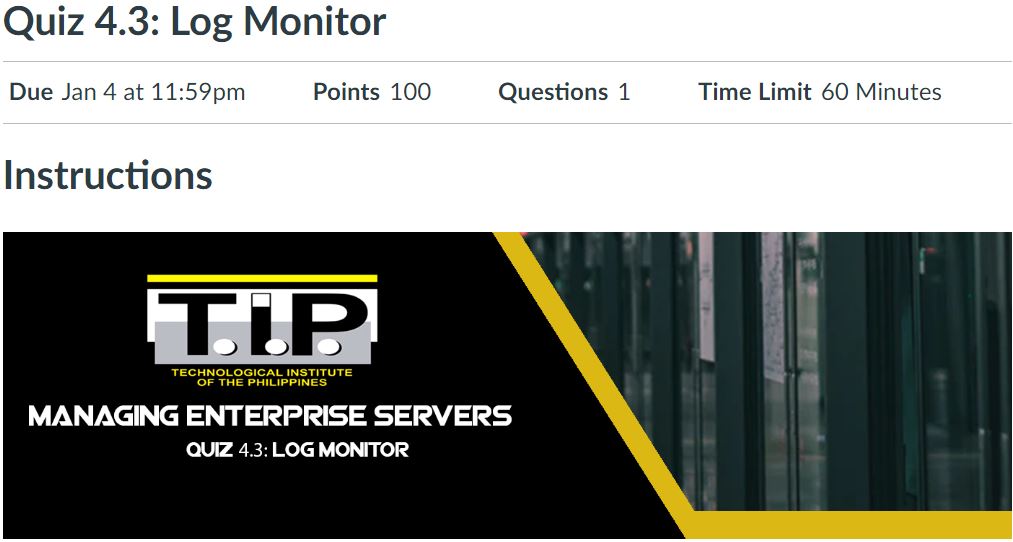 Quiz 4.3: Log Monitor
Due Jan 4 at 11:59pm Points 100 Questions 1 Time Limit 60 Minutes
Instructions
T.I.P.
TECHNOLOGICAL INSTITUTE
OF THE PHILIPPINES
MANAGING ENTERPRISE SERVERS
QUIZ 4.3: LOG MONITOR